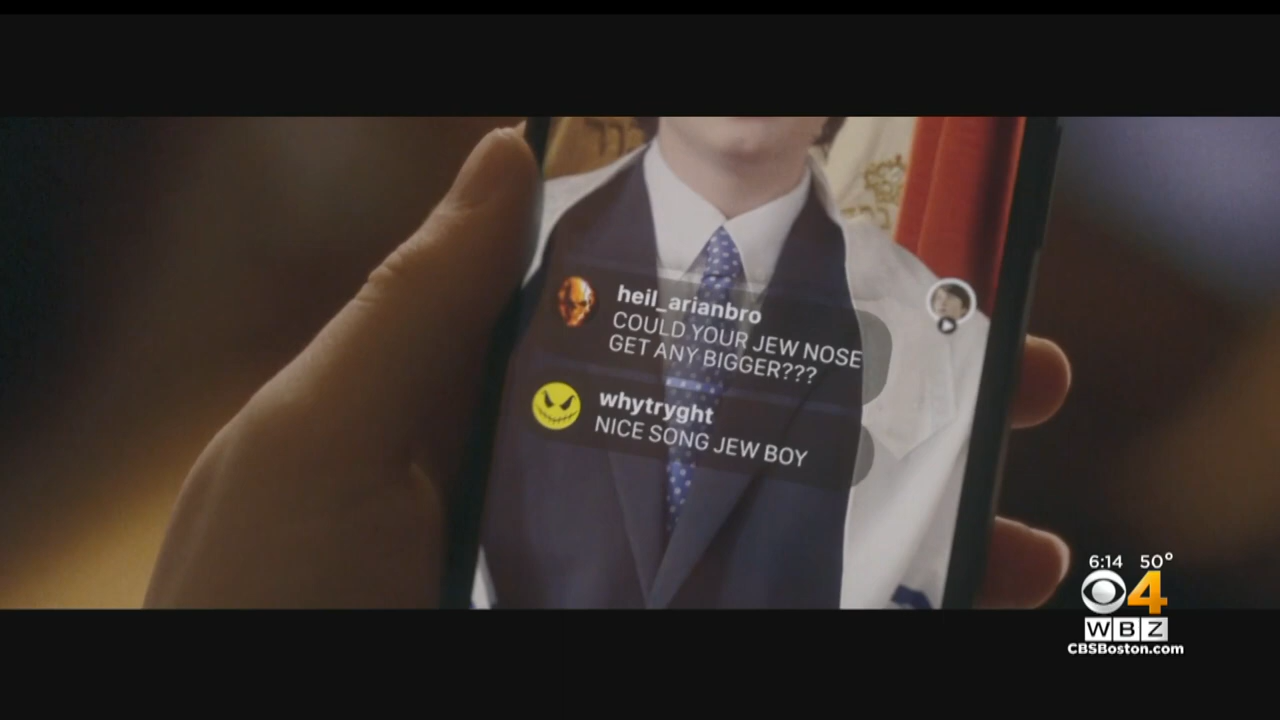 heil_arianbro
COULD YOUR JEW NOSE
GET ANY BIGGER???
whytryght
NICE SONG JEW BOY
6:14 50°
4
WBZ
CBSBoston.com